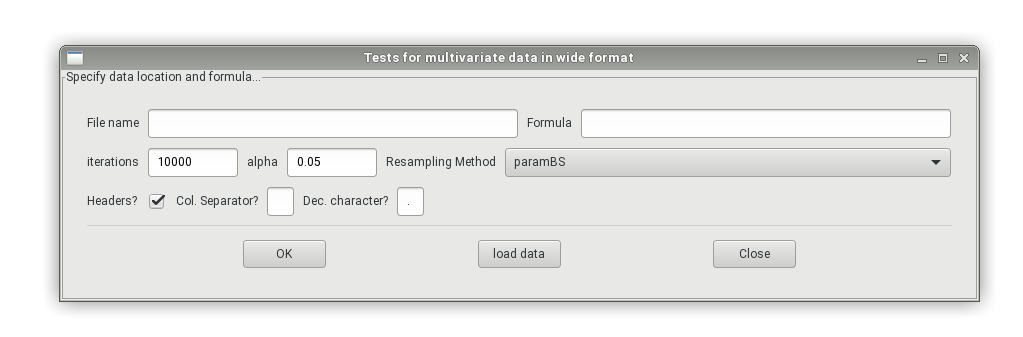 Tests for multivariate data in wide format
Specify data location and formula...
File name Formula
iterations 10000 alpha 0.05 Resampling Method paramBS
Headers? Col. Separator? Dec. character? .
OK load data Close